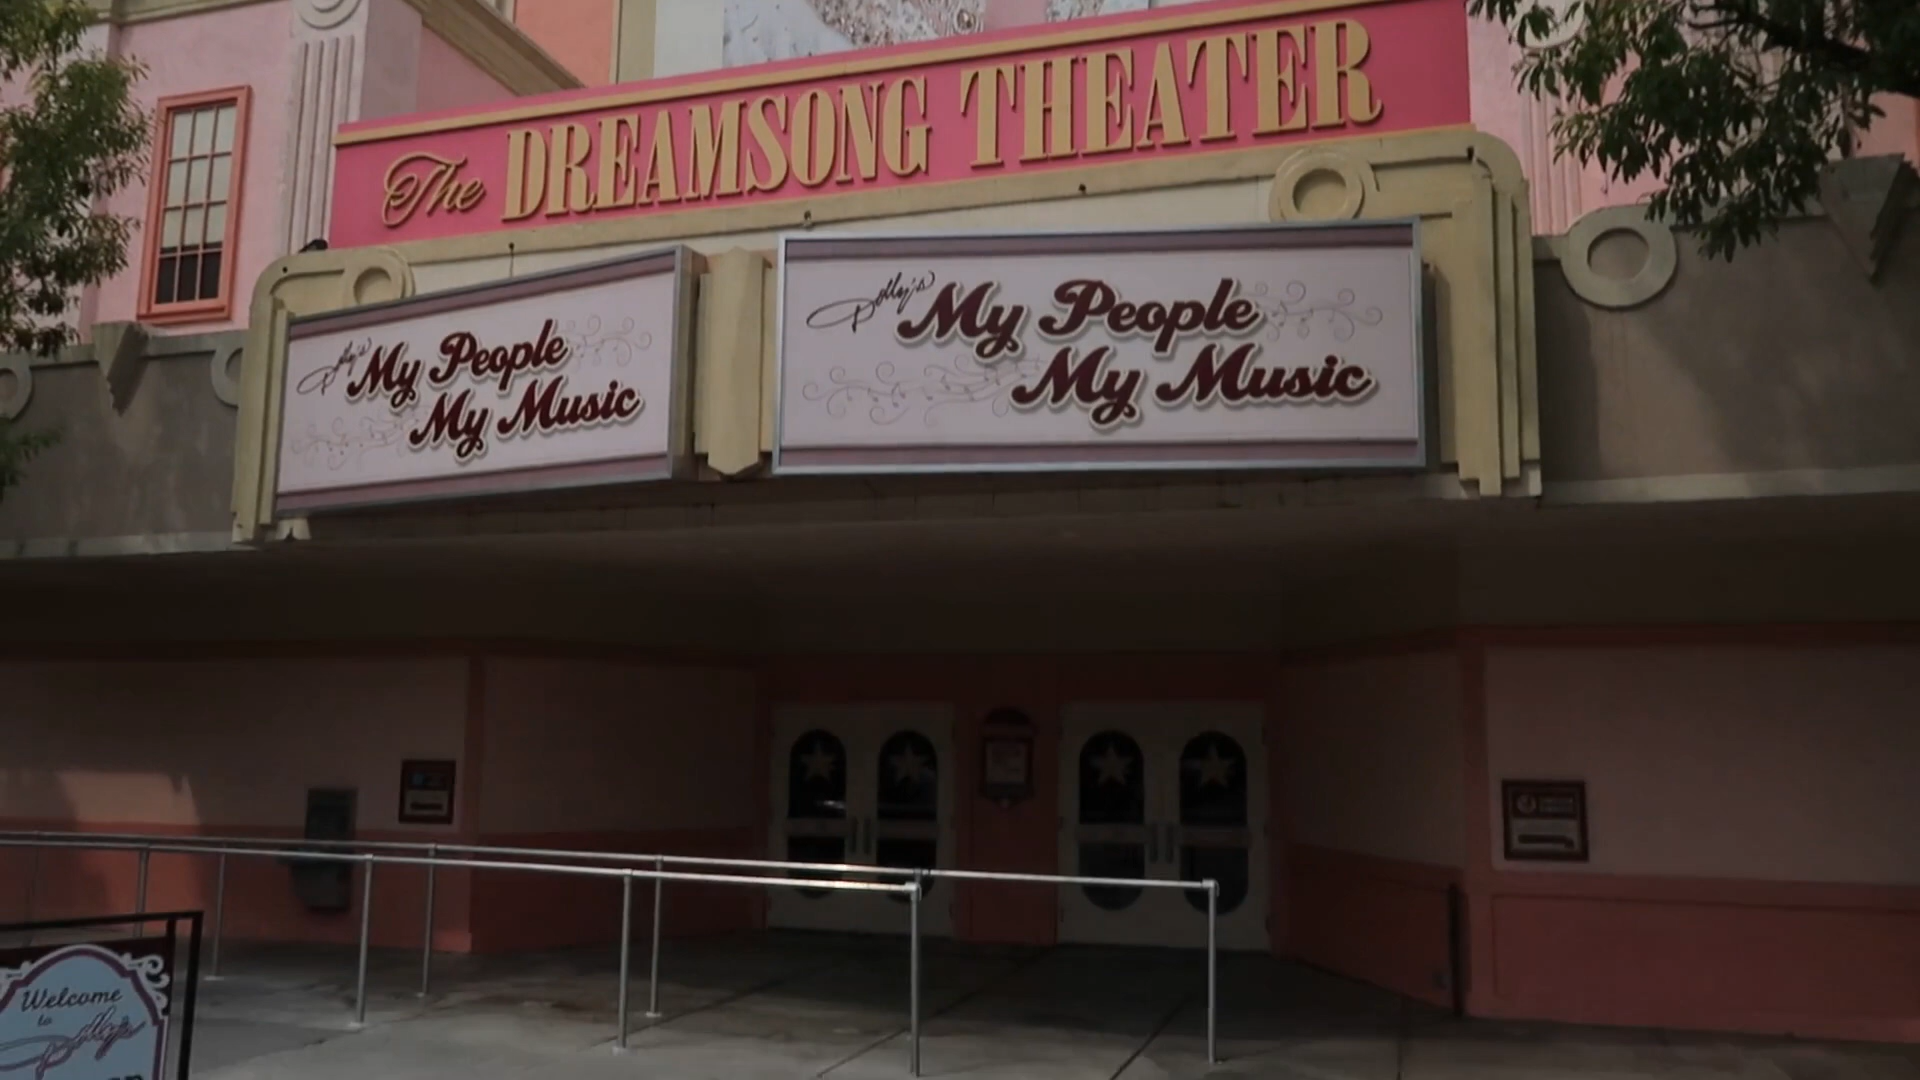 The DREAMSONG THEATER
Dolly's My People
My Music
Dolly's My People
My Music
Welcome
to
Dolly's